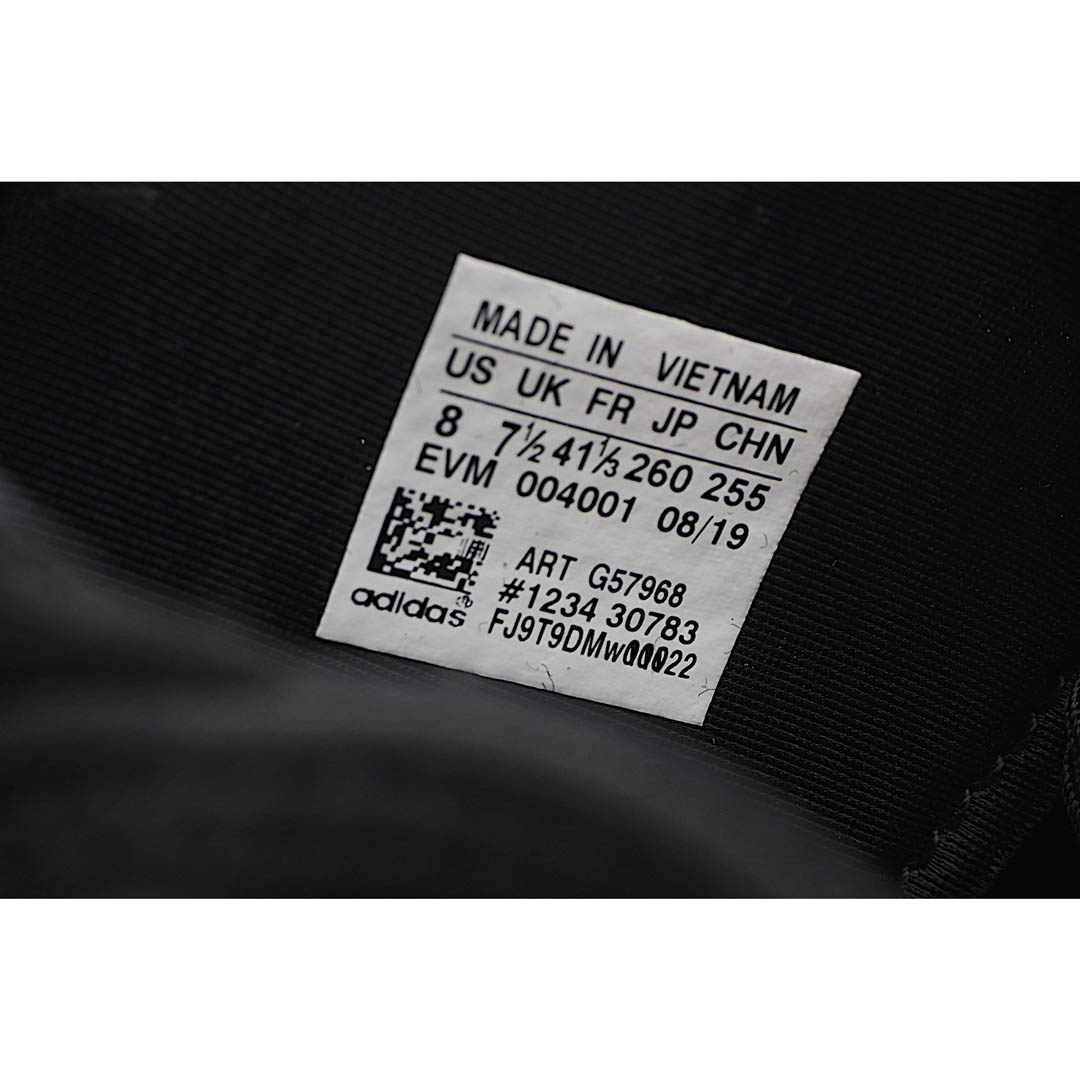 MADE IN VIETNAM
US UK FR JP CHN
8 7½ 41⅓ 260 255
EVM 004001 08/19
ART G57968
#1234 30783
adidas